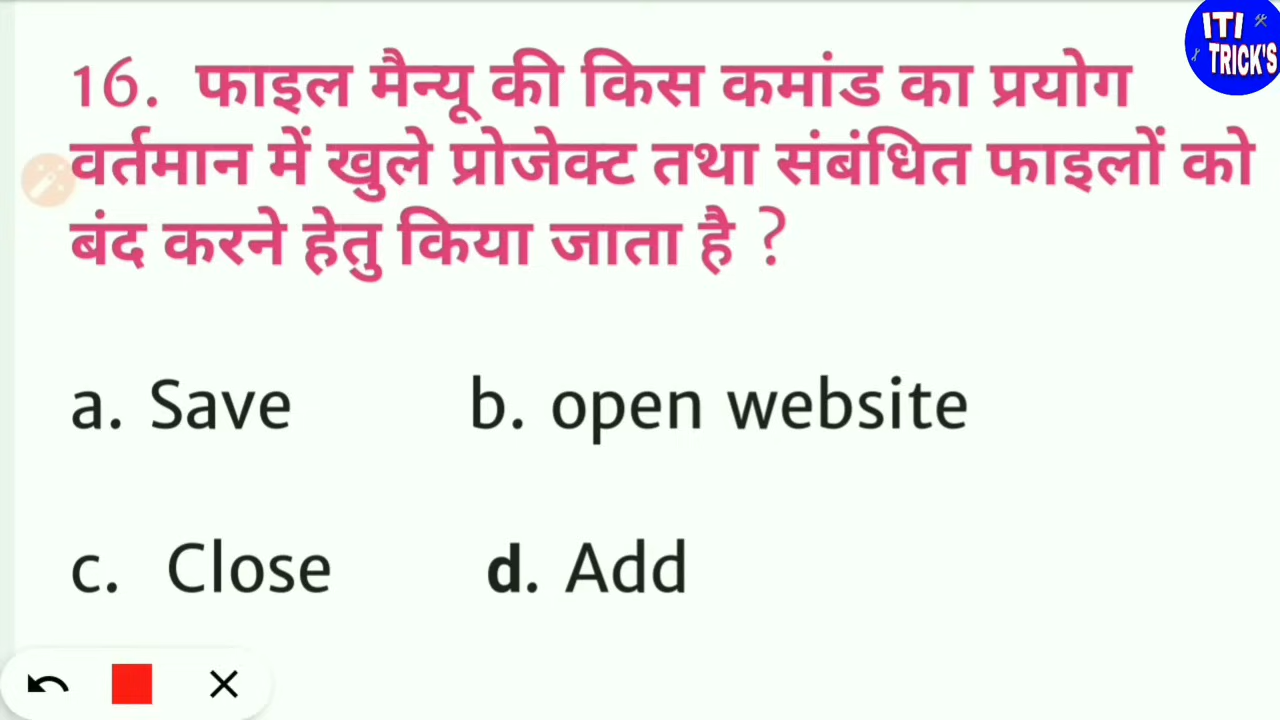 ITI
TRICK'S
16. फाइल मैन्यू की किस कमांड का प्रयोग
वर्तमान में खुले प्रोजेक्ट तथा संबंधित फाइलों को
बंद करने हेतु किया जाता है ?
a. Save b. open website
c. Close d. Add